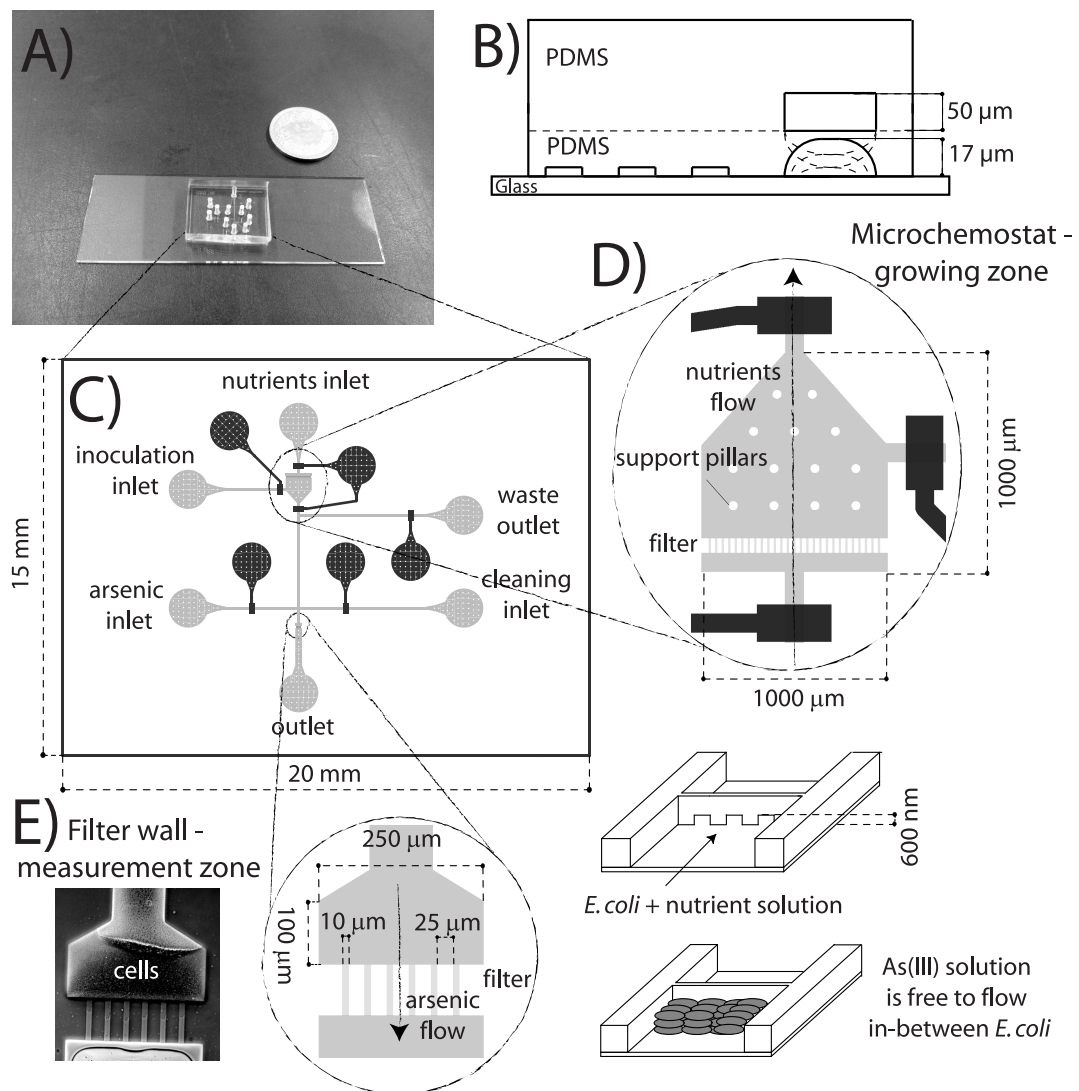 A)
B)
PDMS
50 µm
PDMS
17 µm
Glass
Microchemostat -
growing zone
D)
nutrients
flow
support pillars
filter
1000 µm
1000 µm
C)
nutrients inlet
inoculation
inlet
waste
outlet
arsenic
inlet
cleaning
inlet
outlet
15 mm
20 mm
E) Filter wall -
measurement zone
cells
250 µm
100 µm
10 µm
25 µm
filter
arsenic
flow
600 nm
E. coli + nutrient solution
As(III) solution
is free to flow
in-between E. coli